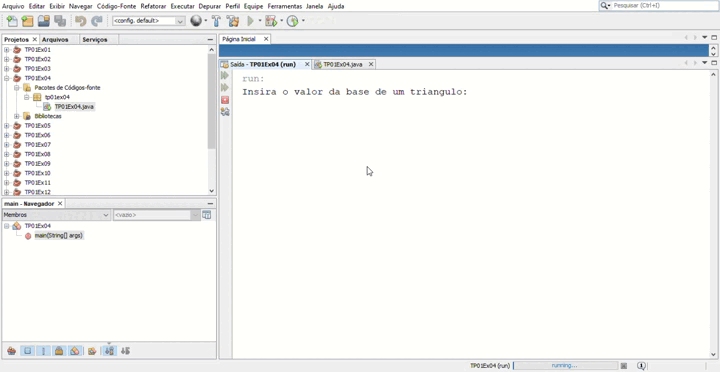 Arquivo Editar Exibir Navegar Código-Fonte Refatorar Executar Depurar Perfil Equipe Ferramentas Janela Ajuda
Pesquisar (Ctrl+I)
<config. default>
Projetos Arquivos Serviços
TP01Ex01
TP01Ex02
TP01Ex03
TP01Ex04
Pacotes de Códigos-fonte
tp01ex04
TP01Ex04.java
Bibliotecas
TP01Ex05
TP01Ex06
TP01Ex07
TP01Ex08
TP01Ex09
TP01Ex10
TP01Ex11
TP01Ex12
main - Navegador
Membros <vazio>
TP01Ex04
main(String[] args)
Página Inicial
Saída - TP01Ex04 (run) TP01Ex04.java
run:
Insira o valor da base de um triangulo:
TP01Ex04 (run) running...